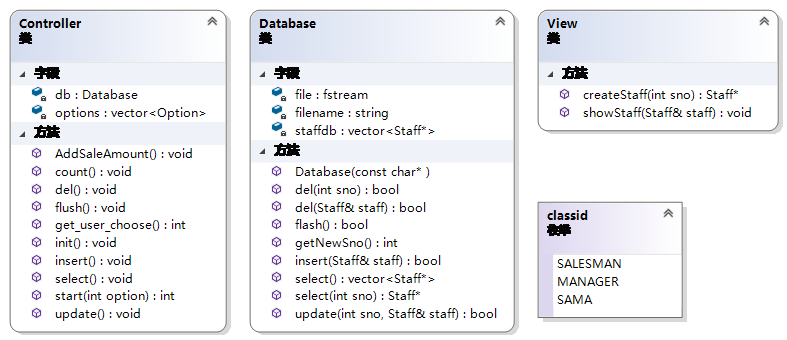 Controller
类
字段
db : Database
options : vector<Option>
方法
AddSaleAmount() : void
count() : void
del() : void
flush() : void
get_user_choose() : int
init() : void
insert() : void
select() : void
start(int option) : int
update() : void
Database
类
字段
file : fstream
filename : string
staffdb : vector<Staff*>
方法
Database(const char* )
del(int sno) : bool
del(Staff& staff) : bool
flash() : bool
getNewSno() : int
insert(Staff& staff) : bool
select() : vector<Staff*>
select(int sno) : Staff*
update(int sno, Staff& staff) : bool
View
类
方法
createStaff(int sno) : Staff*
showStaff(Staff& staff) : void
classid
枚举
SALESMAN
MANAGER
SAMA